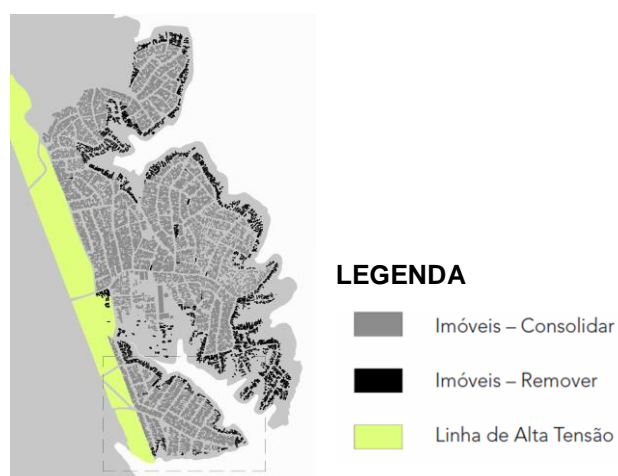 LEGENDA
Imóveis – Consolidar
Imóveis – Remover
Linha de Alta Tensão